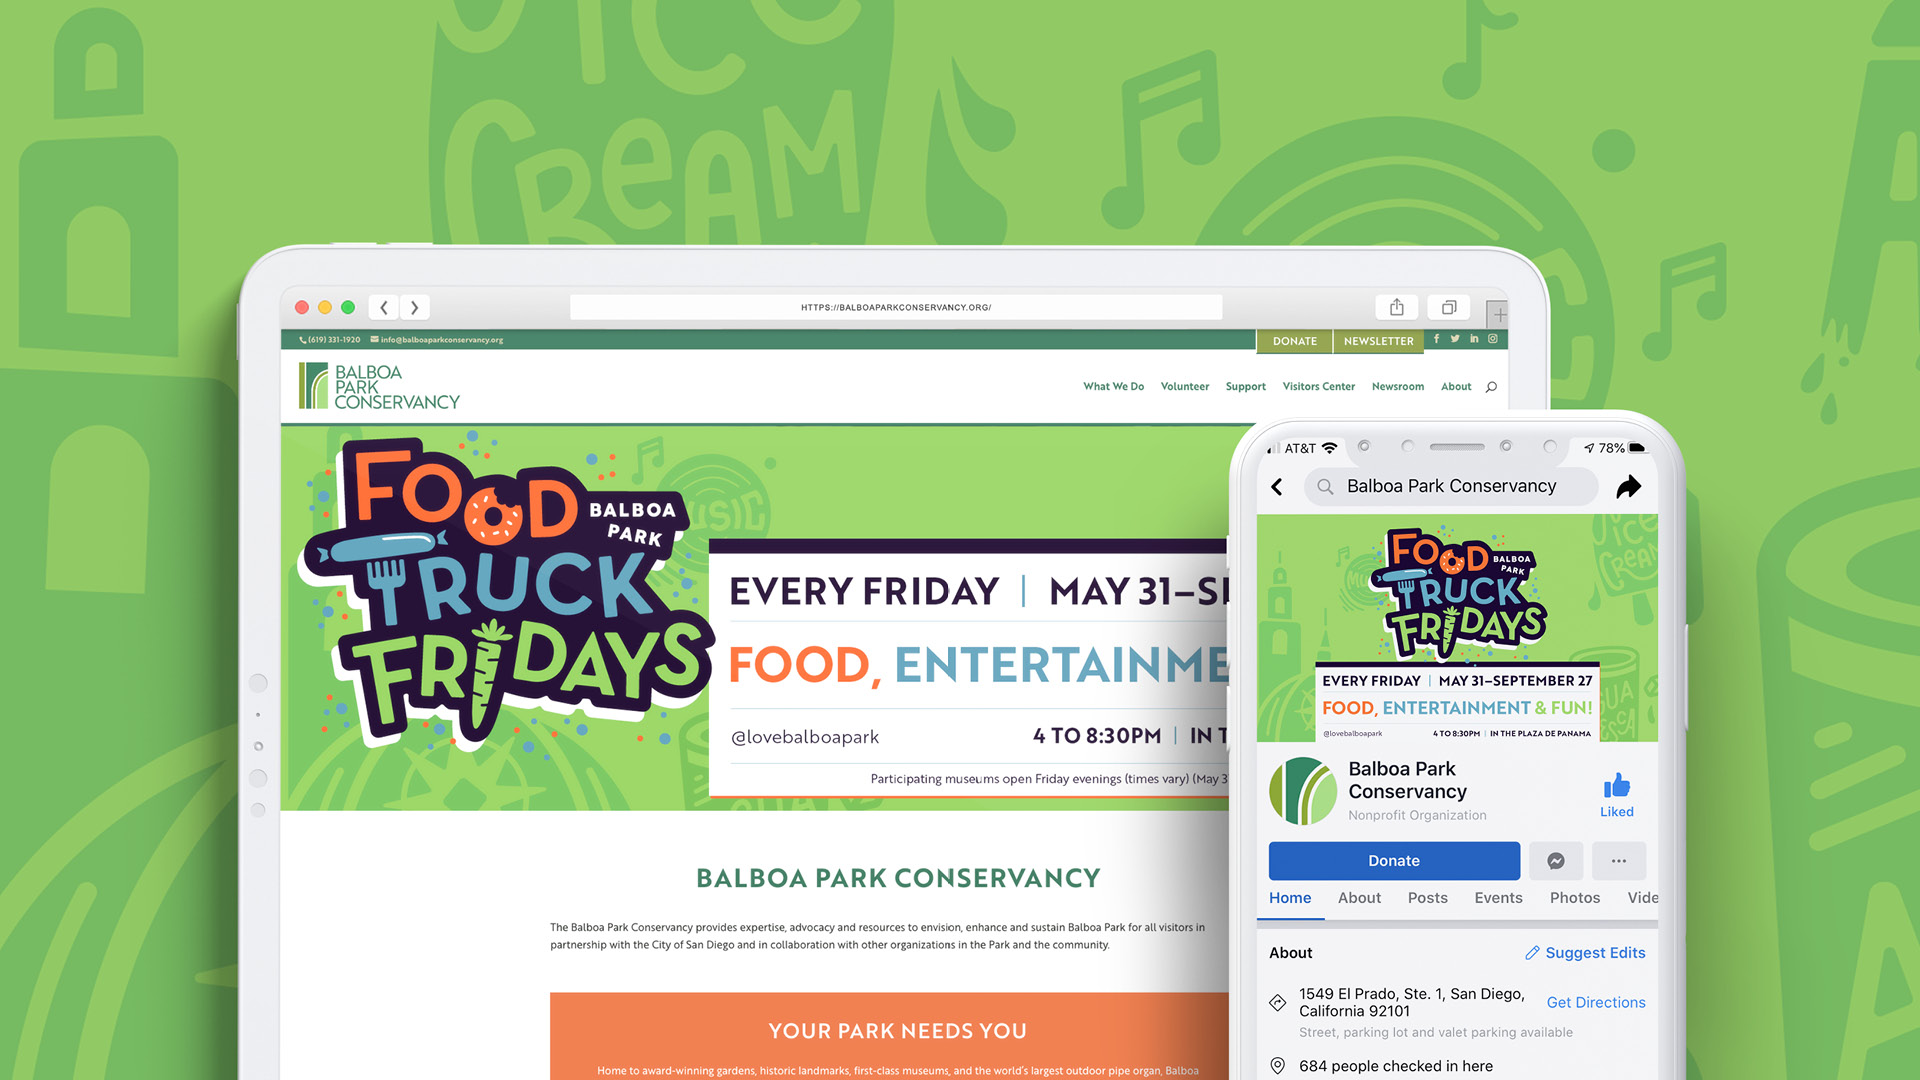 ICE
CREAM
HTTPS://BALBOAPARKCONSERVANCY.ORG/
(619) 331-1920 info@balboaparkconservancy.org
DONATE NEWSLETTER
BALBOA
PARK
CONSERVANCY
What We Do Volunteer Support Visitors Center Newsroom About
FOOD
BALBOA
PARK
TRUCK
FRIDAYS
MUSIC
EVERY FRIDAY | MAY 31–S
FOOD, ENTERTAINME
@lovebalboapark 4 TO 8:30PM | IN T
Participating museums open Friday evenings (times vary) (May 3
BALBOA PARK CONSERVANCY
The Balboa Park Conservancy provides expertise, advocacy and resources to envision, enhance and sustain Balboa Park for all visitors in
partnership with the City of San Diego and in collaboration with other organizations in the Park and the community.
YOUR PARK NEEDS YOU
Home to award-winning gardens, historic landmarks, first-class museums, and the world's largest outdoor pipe organ, Balboa
AT&T 78%
Balboa Park Conservancy
ICE
CREAM
FOOD
BALBOA
PARK
TRUCK
FRIDAYS
EVERY FRIDAY | MAY 31–SEPTEMBER 27
FOOD, ENTERTAINMENT & FUN!
@lovebalboapark 4 TO 8:30PM | IN THE PLAZA DE PANAMA
Balboa Park
Conservancy
Nonprofit Organization
Liked
Donate
Home About Posts Events Photos Vide
About Suggest Edits
1549 El Prado, Ste. 1, San Diego,
California 92101
Get Directions
Street, parking lot and valet parking available
684 people checked in here